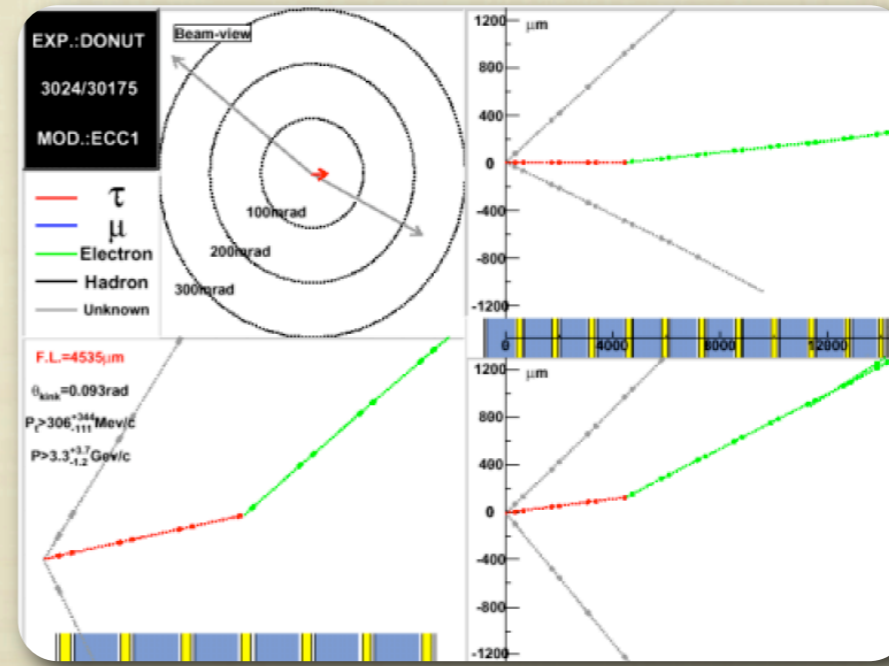 EXP.:DONUT
3024/30175
MOD.:ECC1
τ
μ
Electron
Hadron
Unknown
Beam-view
100mrad
200mrad
300mrad
1200
μm
800
400
0
-400
-800
-1200
0
4000
8000
12000
F.L.=4535μm
θkink=0.093rad
Pt>306+344-111Mev/c
P>3.3+3.7-1.2Gev/c
1200
μm
800
400
0
-400
-800
-1200